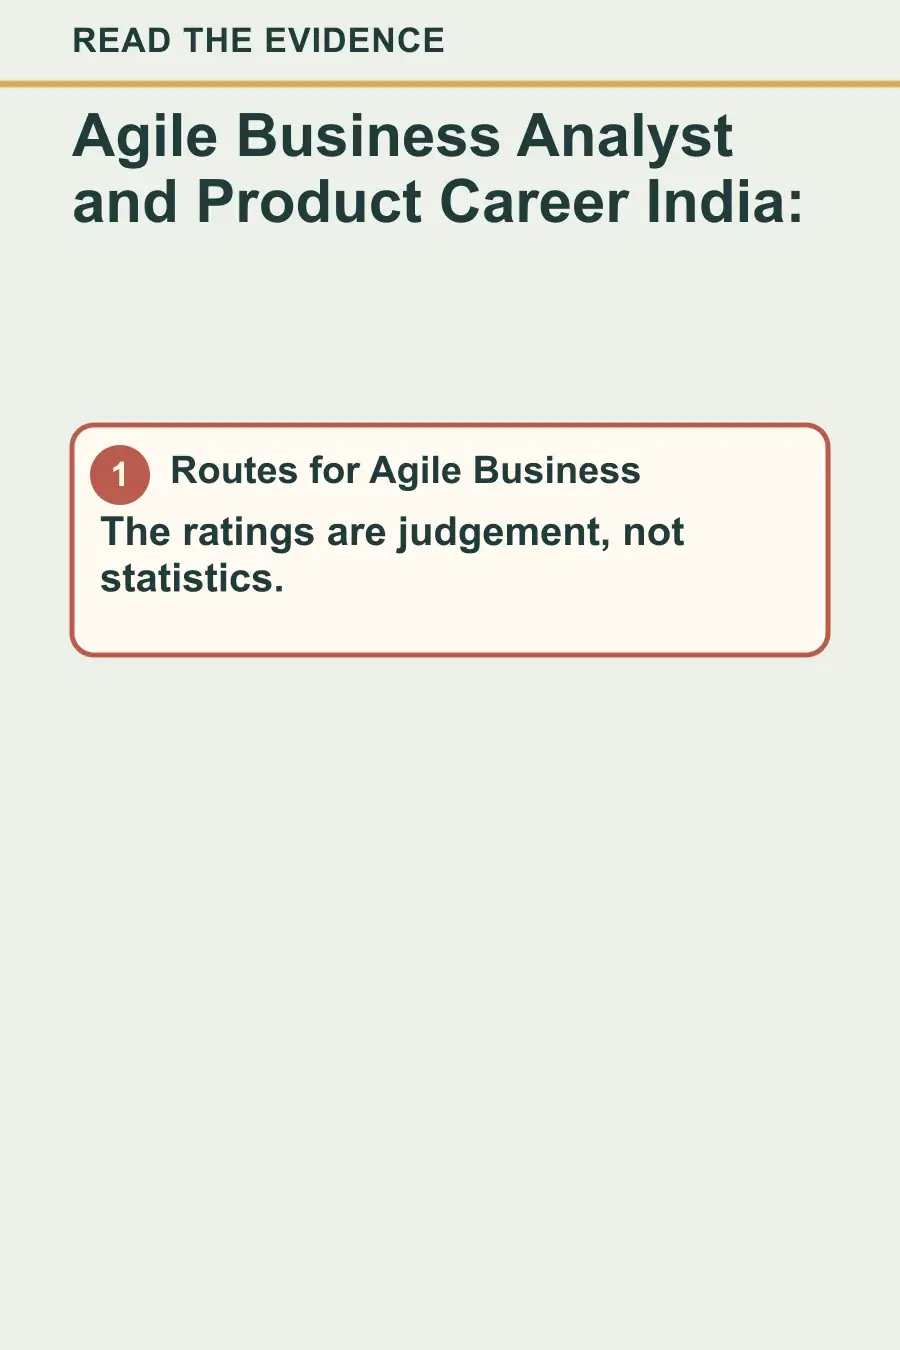 READ THE EVIDENCE
Agile Business Analyst
and Product Career India:
1
Routes for Agile Business
The ratings are judgement, not
statistics.